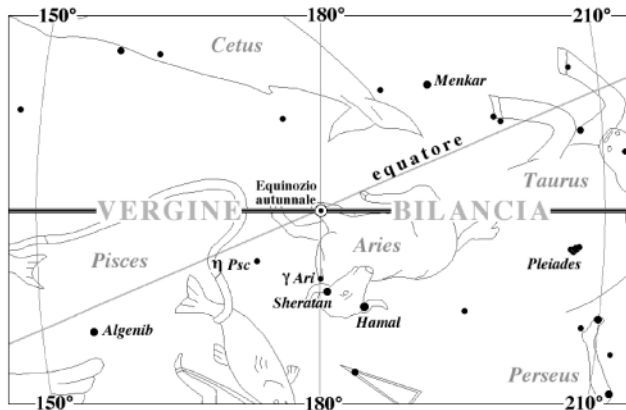 150°
180°
210°
Cetus
Menkar
equatore
Equinozio
autunnale
Taurus
VERGINE
BILANCIA
Aries
Pisces
η Psc
Pleiades
γ Ari
Sheratan
Hamal
Algenib
Perseus
150°
180°
210°